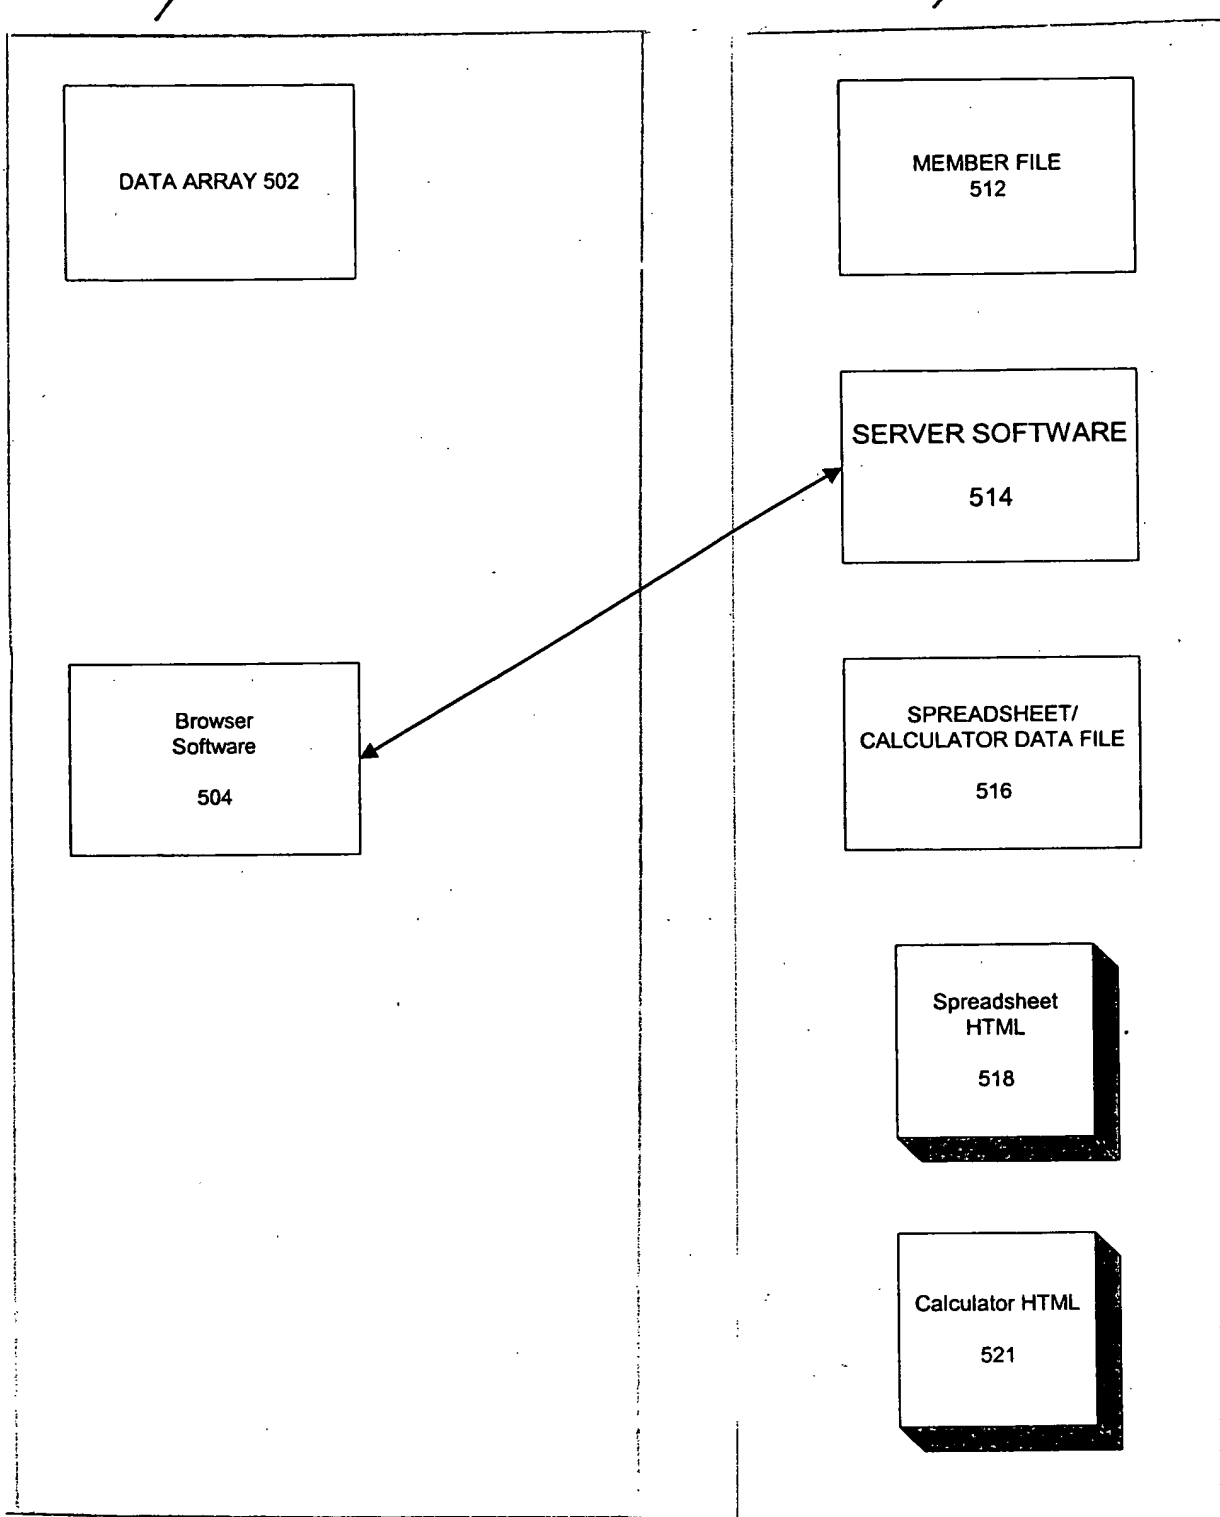 DATA ARRAY 502
Browser
Software
504
MEMBER FILE
512
SERVER SOFTWARE
514
SPREADSHEET/
CALCULATOR DATA FILE
516
Spreadsheet
HTML
518
Calculator HTML
521